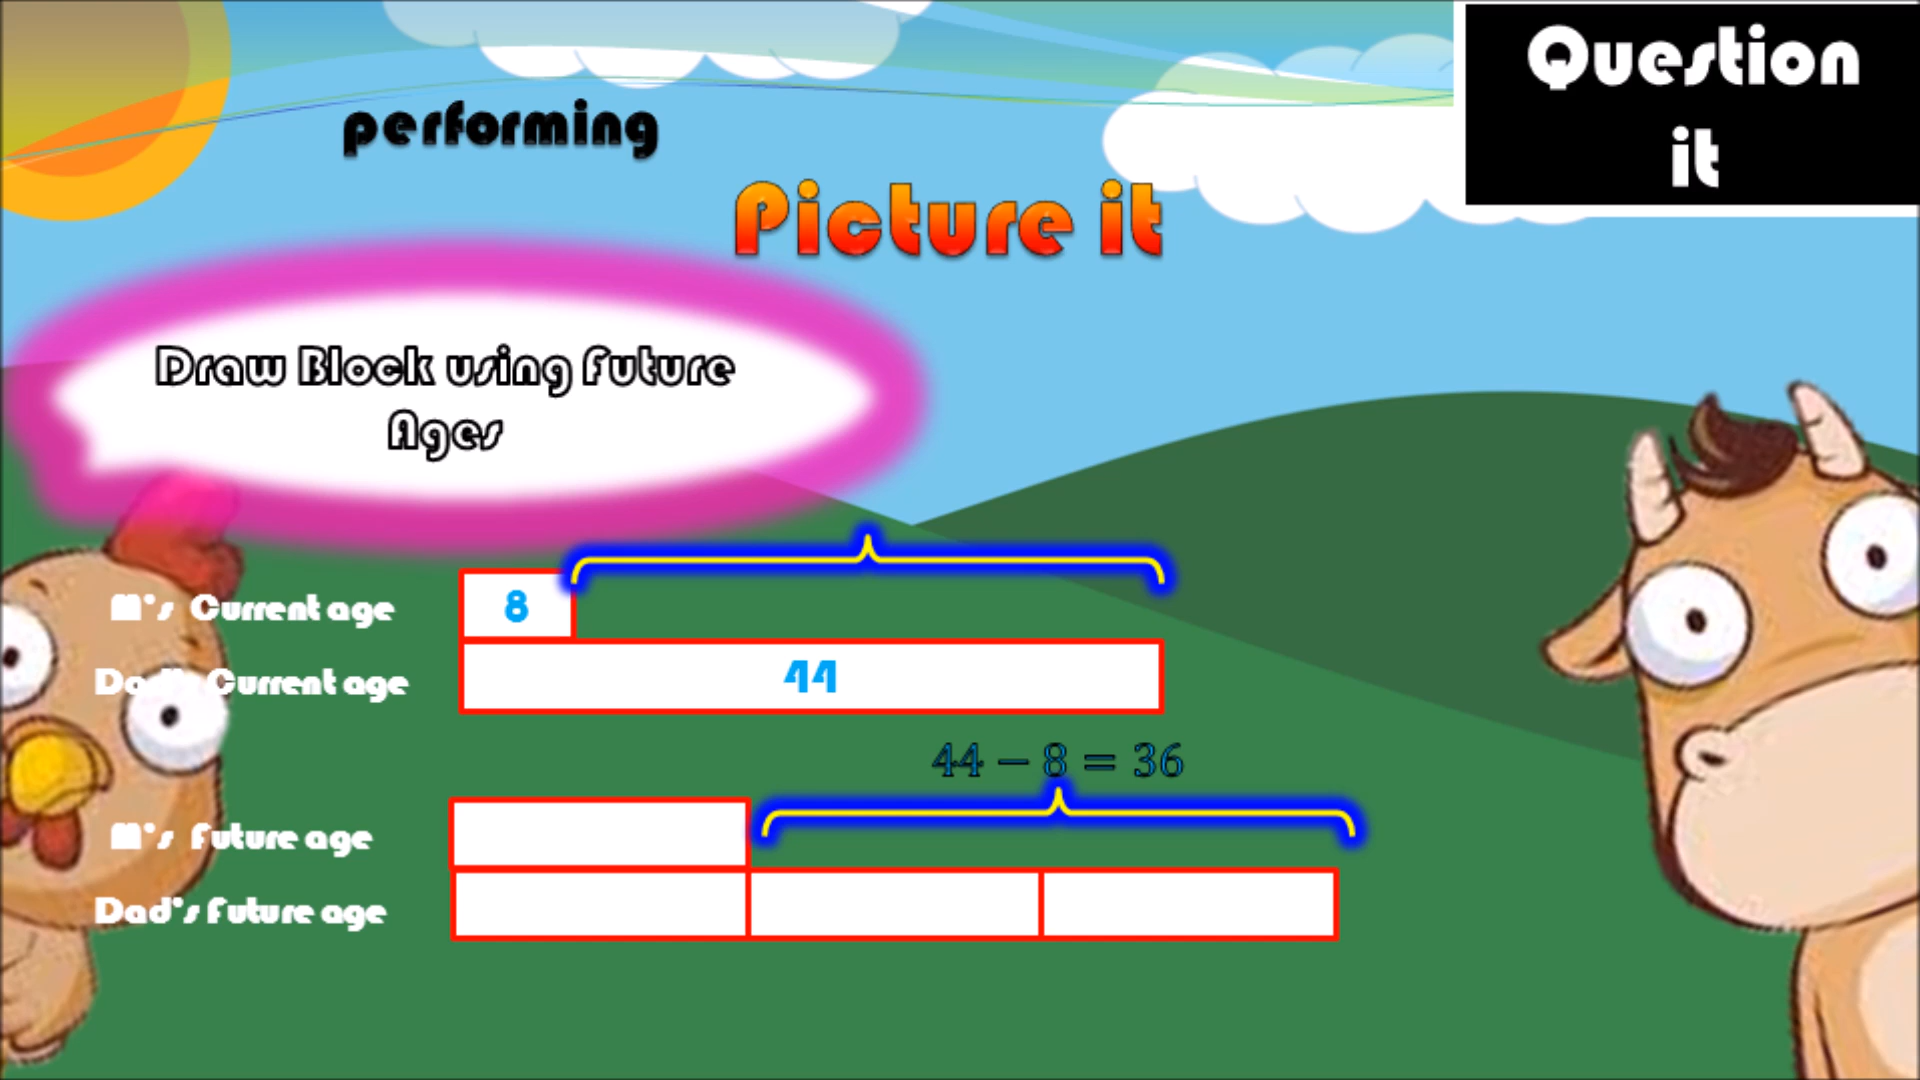 Question
it
performing
Picture it
Draw Block using Future
Ages
M's Current age
8
Dad's Current age
44
44 − 8 = 36
M's Future age
Dad's Future age